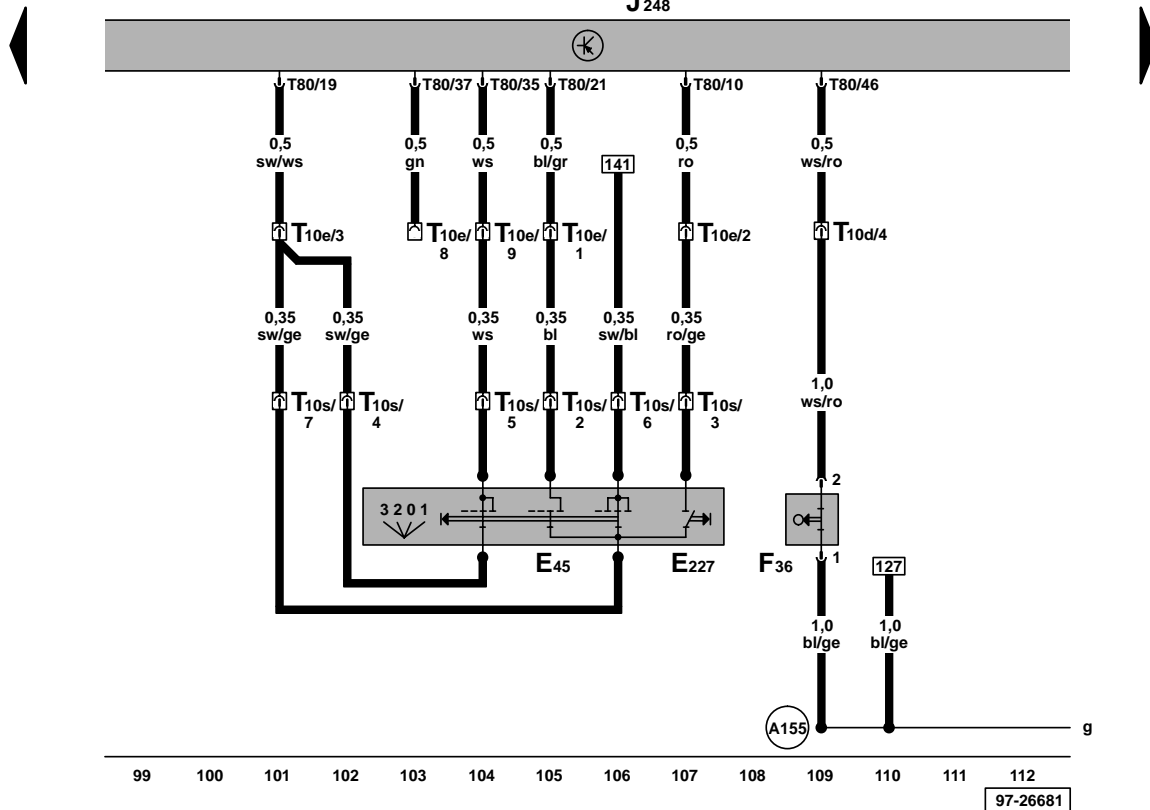 J248
T80/19 T80/37 T80/35 T80/21 T80/10 T80/46
0,5 0,5 0,5 0,5 0,5 0,5
sw/ws gn ws bl/gr 141 ro ws/ro
T10e/3 T10e/ T10e/ T10e/ T10e/2 T10d/4
8 9 1
0,35 0,35 0,35 0,35 0,35 0,35
sw/ge sw/ge ws bl sw/bl ro/ge
1,0
ws/ro
T10s/ T10s/ T10s/ T10s/ T10s/ T10s/
7 4 5 2 6 3
2
3 2 0 1
E45 E227 F36 1 127
1,0 1,0
bl/ge bl/ge
A155 g
99 100 101 102 103 104 105 106 107 108 109 110 111 112
97-26681